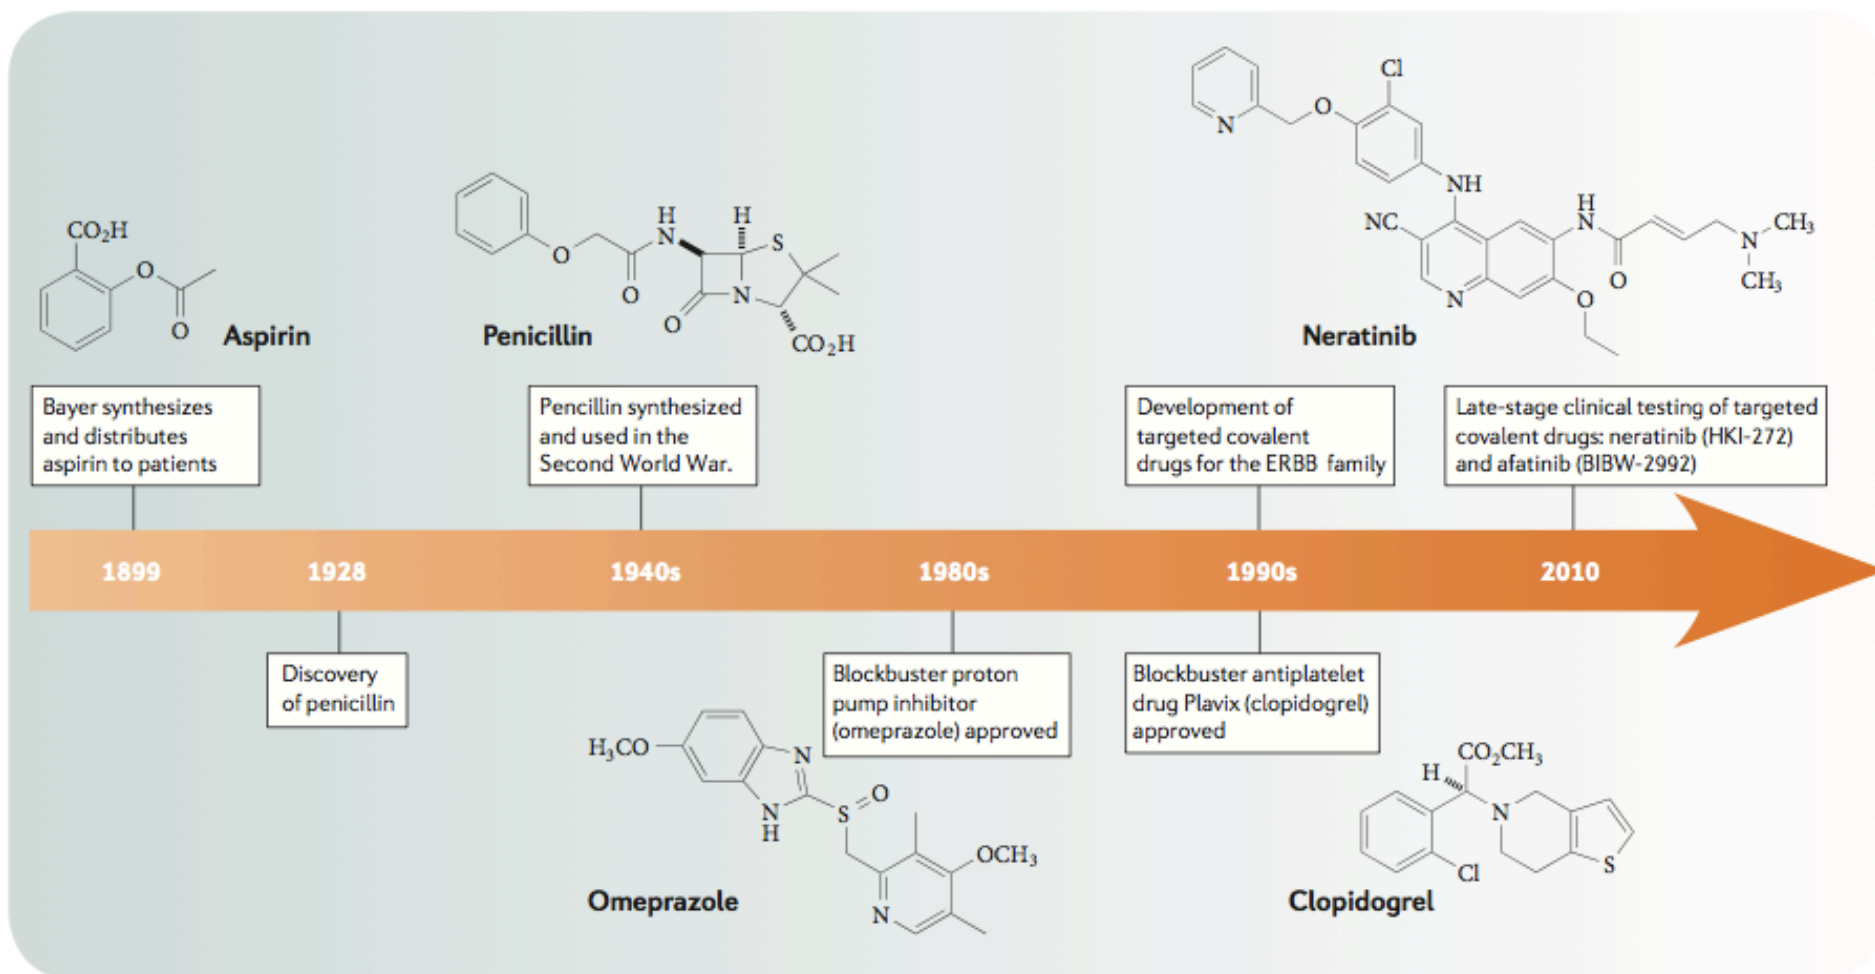 CO₂H
O
O
Aspirin
O
H
N
O
H
S
N
O
CO₂H
Penicillin
N
O
Cl
NH
NC
N
H
N
O
O
N
CH₃
CH₃
Neratinib
Bayer synthesizes
and distributes
aspirin to patients
Pencillin synthesized
and used in the
Second World War.
Development of
targeted covalent
drugs for the ERBB family
Late-stage clinical testing of targeted
covalent drugs: neratinib (HKI-272)
and afatinib (BIBW-2992)
1899 1928 1940s 1980s 1990s 2010
Discovery
of penicillin
Blockbuster proton
pump inhibitor
(omeprazole) approved
Blockbuster antiplatelet
drug Plavix (clopidogrel)
approved
H₃CO
N
N
H
S
O
OCH₃
N
Omeprazole
CO₂CH₃
H
N
Cl
S
Clopidogrel